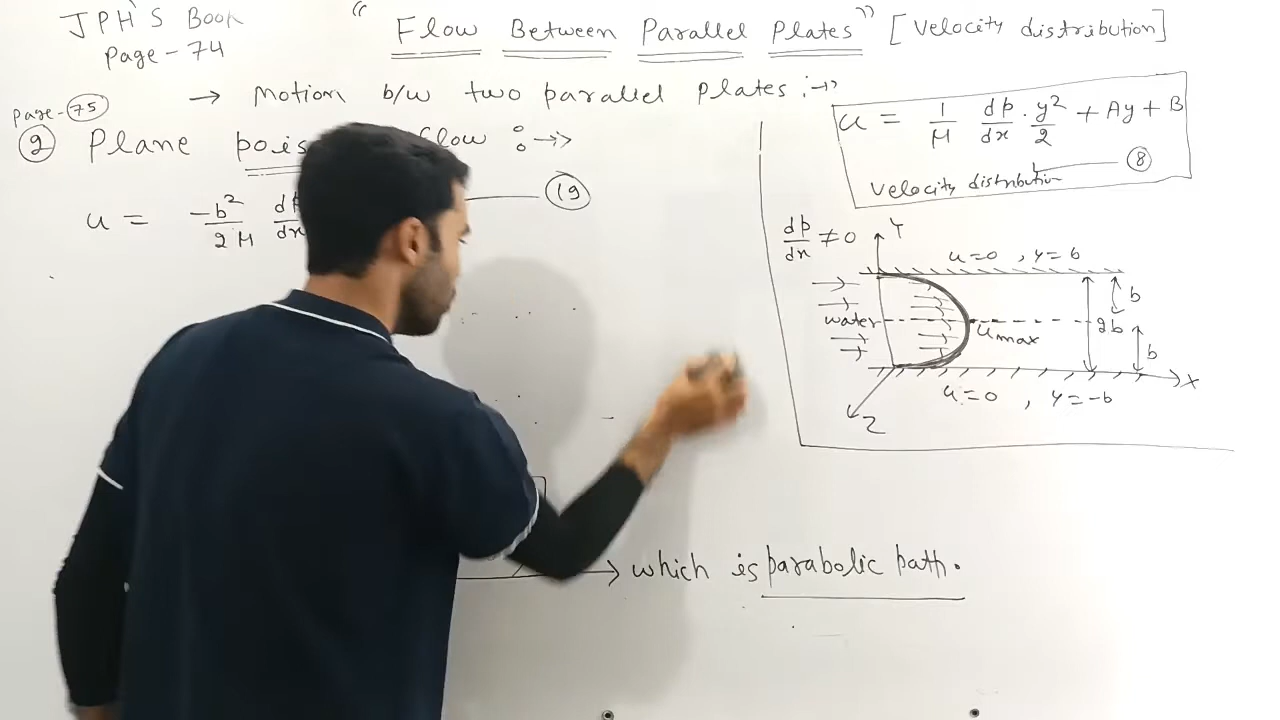 JPH'S Book
Page - 74
" Flow Between Parallel Plates " [Velocity distribution]
→ Motion b/w two parallel plates :→
Page - 75
2 Plane pois flow :→
u = -b²/2μ dp/dx — 19
u = 1/μ dp/dx · y²/2 + Ay + B
8
Velocity distribution
dp/dx ≠ 0
Y
u = 0 , y = b
water
u max
2b
b
b
X
u = 0 , y = -b
Z
which is parabolic path.